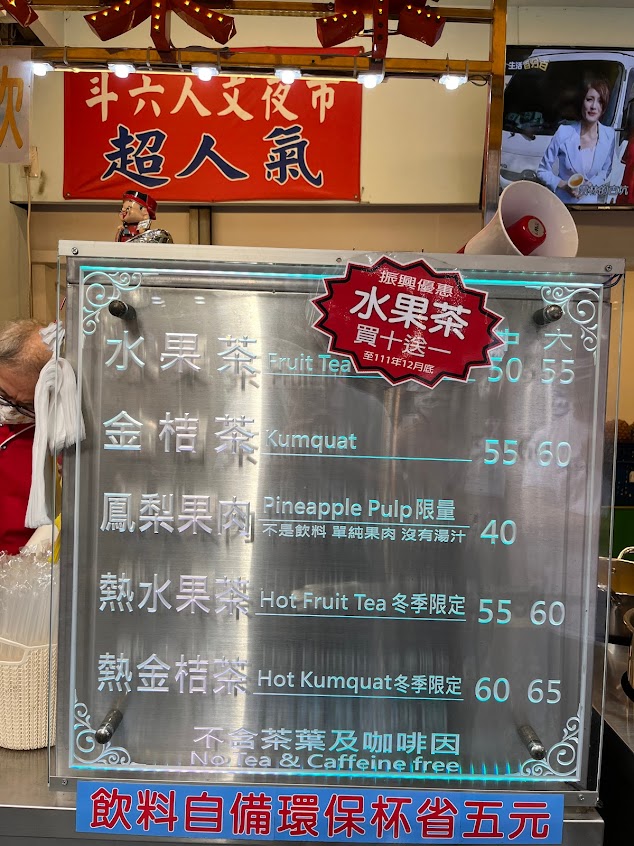 斗六人文夜市
超人氣
飲
振興優惠
水果茶
買十送一
至111年12月底
中 大
水果茶 Fruit Tea 50 55
金桔茶 Kumquat 55 60
鳳梨果肉 Pineapple Pulp限量
不是飲料 單純果肉 沒有湯汁 40
熱水果茶 Hot Fruit Tea 冬季限定 55 60
熱金桔茶 Hot Kumquat冬季限定 60 65
不含茶葉及咖啡因
No Tea & Caffeine free
飲料自備環保杯省五元
PHILIPS